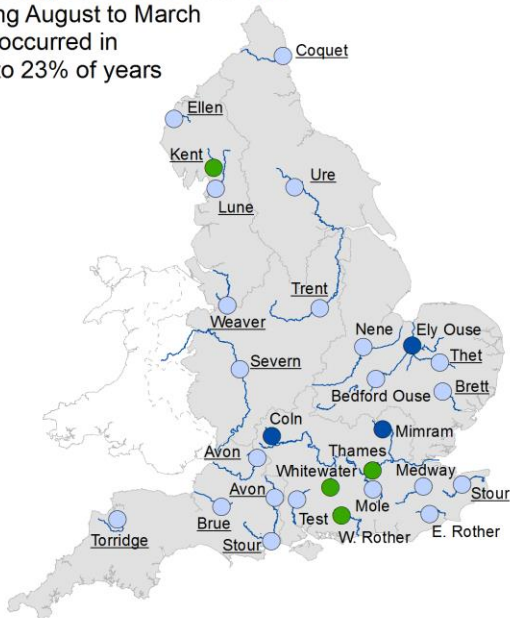 ng August to March
occurred in
to 23% of years
Coquet
Ellen
Kent
Ure
Lune
Trent
Weaver
Nene
Ely Ouse
Severn
Thet
Bedford Ouse
Brett
Coln
Mimram
Avon
Thames
Whitewater
Medway
Avon
Stour
Mole
Test
Brue
W. Rother
E. Rother
Torridge
Stour